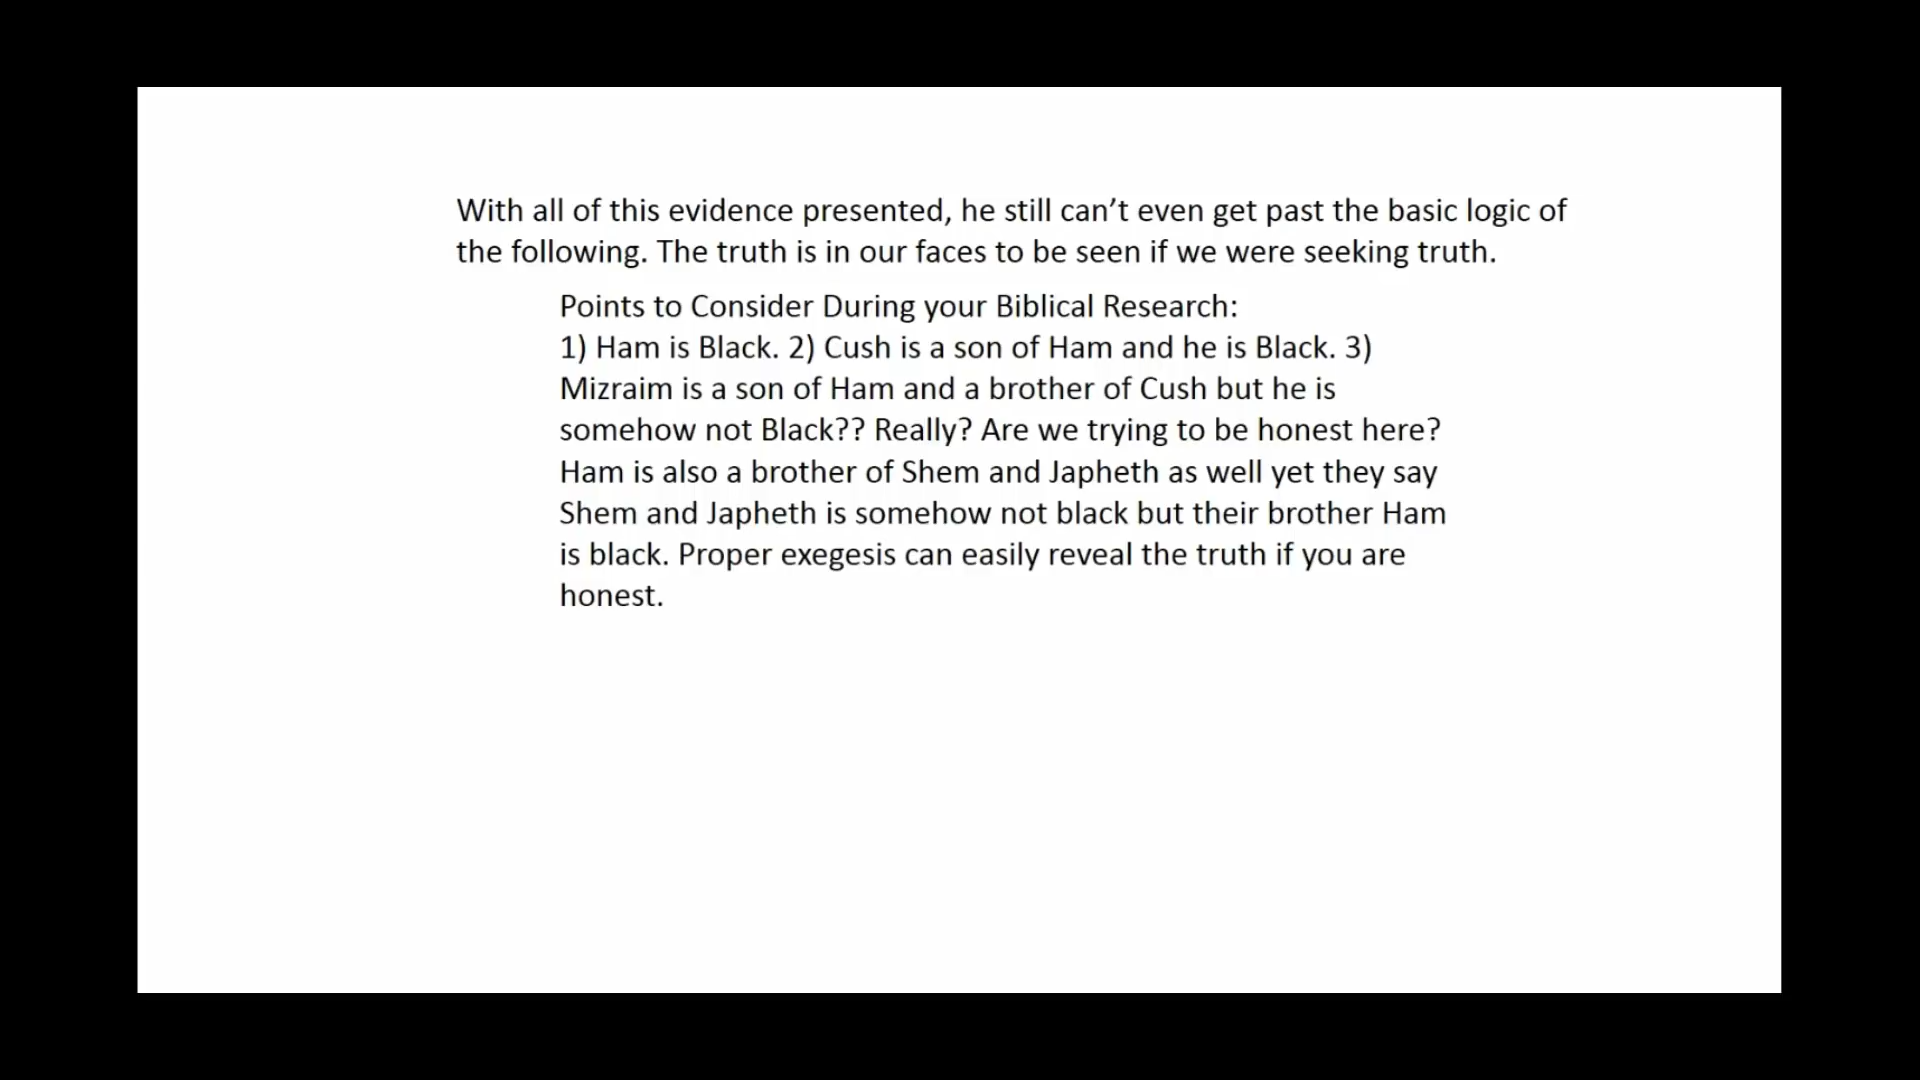 With all of this evidence presented, he still can’t even get past the basic logic of
the following. The truth is in our faces to be seen if we were seeking truth.
Points to Consider During your Biblical Research:
1) Ham is Black. 2) Cush is a son of Ham and he is Black. 3)
Mizraim is a son of Ham and a brother of Cush but he is
somehow not Black?? Really? Are we trying to be honest here?
Ham is also a brother of Shem and Japheth as well yet they say
Shem and Japheth is somehow not black but their brother Ham
is black. Proper exegesis can easily reveal the truth if you are
honest.